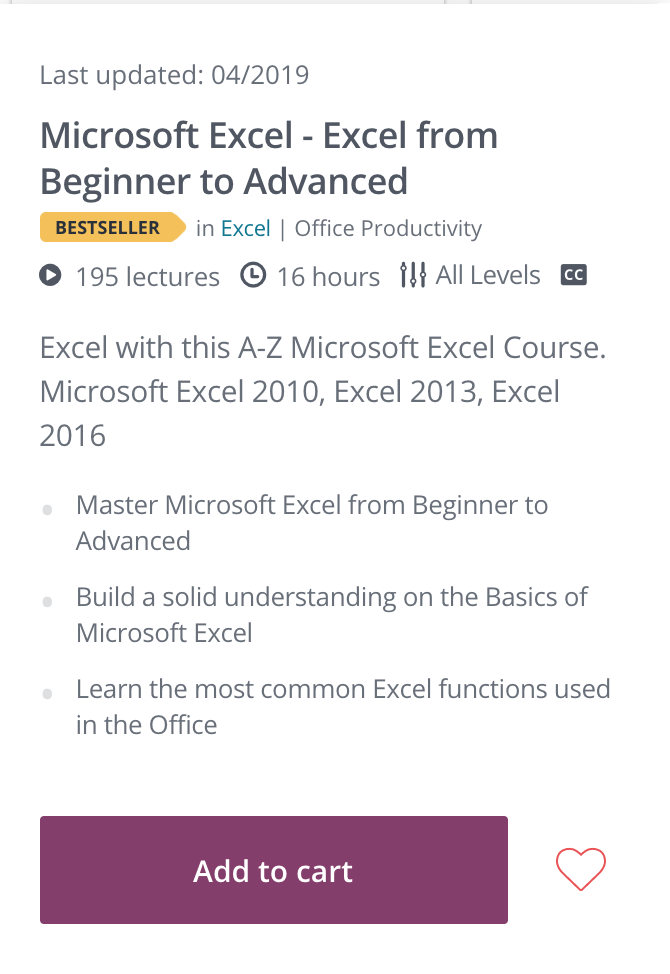 Last updated: 04/2019
Microsoft Excel - Excel from
Beginner to Advanced
BESTSELLER in Excel | Office Productivity
195 lectures 16 hours All Levels CC
Excel with this A-Z Microsoft Excel Course.
Microsoft Excel 2010, Excel 2013, Excel
2016
Master Microsoft Excel from Beginner to
Advanced
Build a solid understanding on the Basics of
Microsoft Excel
Learn the most common Excel functions used
in the Office
Add to cart